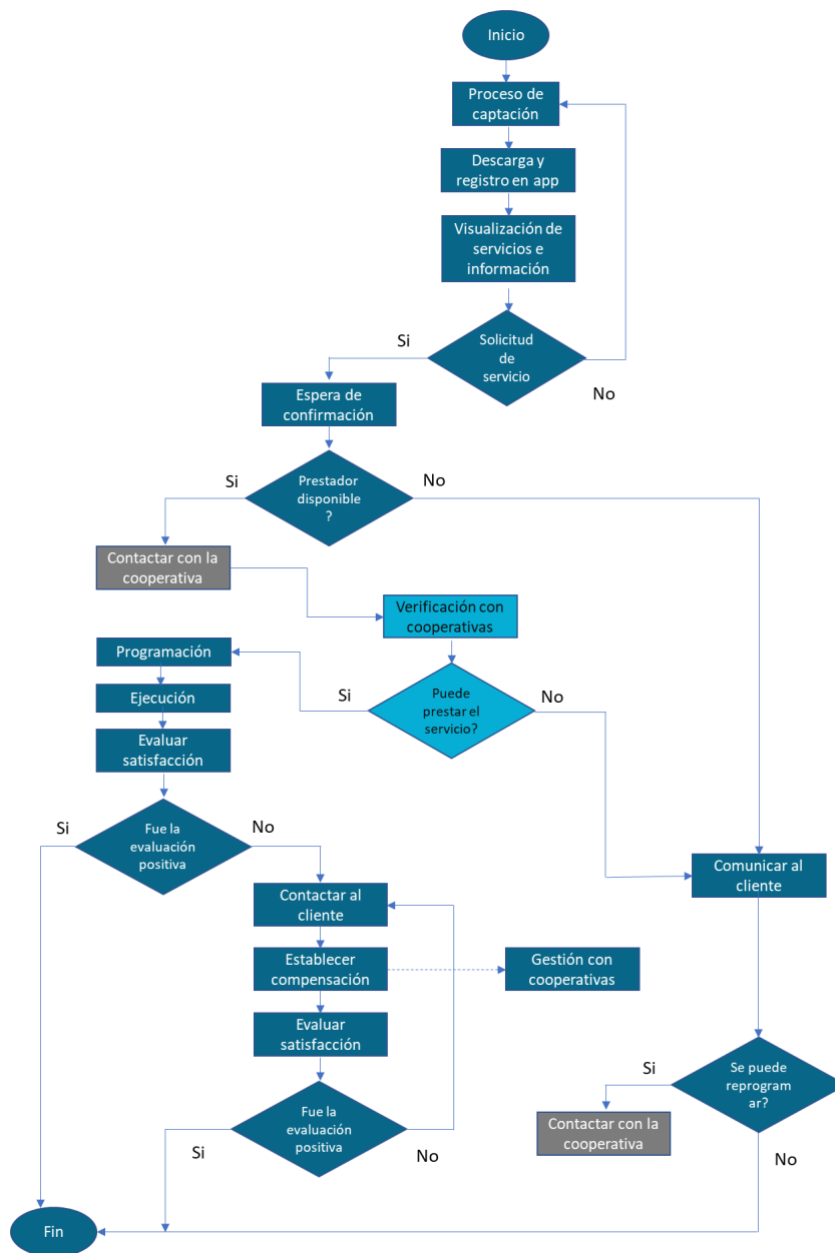 Inicio
Proceso de
captación
Descarga y
registro en app
Visualización de
servicios e
información
Si
Solicitud
de
servicio
No
Espera de
confirmación
Si
Prestador
disponible
?
No
Contactar con la
cooperativa
Verificación con
cooperativas
Programación
Si
Puede
prestar el
servicio?
No
Ejecución
Evaluar
satisfacción
Si
Fue la
evaluación
positiva
No
Comunicar al
cliente
Contactar al
cliente
Establecer
compensación
Gestión con
cooperativas
Evaluar
satisfacción
Si
Se puede
reprogram
ar?
Contactar con la
cooperativa
No
Si
Fue la
evaluación
positiva
No
Fin